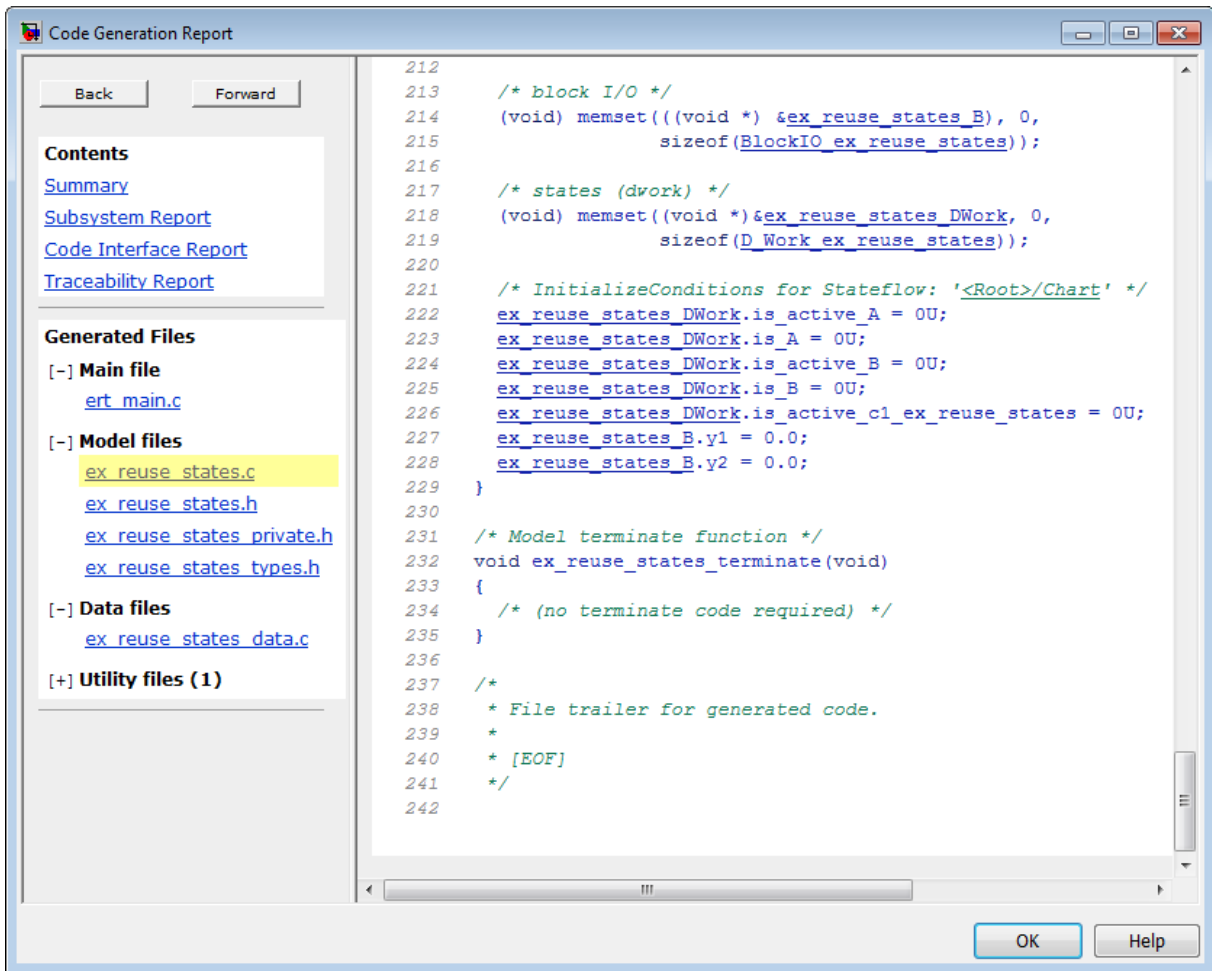 Code Generation Report
Back
Forward
Contents
Summary
Subsystem Report
Code Interface Report
Traceability Report
Generated Files
[-] Main file
ert_main.c
[-] Model files
ex_reuse_states.c
ex_reuse_states.h
ex_reuse_states_private.h
ex_reuse_states_types.h
[-] Data files
ex_reuse_states_data.c
[+] Utility files (1)
212
213 /* block I/O */
214 (void) memset(((void *) &ex_reuse_states_B), 0,
215 sizeof(BlockIO_ex_reuse_states));
216
217 /* states (dwork) */
218 (void) memset((void *)&ex_reuse_states_DWork, 0,
219 sizeof(D_Work_ex_reuse_states));
220
221 /* InitializeConditions for Stateflow: '<Root>/Chart' */
222 ex_reuse_states_DWork.is_active_A = 0U;
223 ex_reuse_states_DWork.is_A = 0U;
224 ex_reuse_states_DWork.is_active_B = 0U;
225 ex_reuse_states_DWork.is_B = 0U;
226 ex_reuse_states_DWork.is_active_c1_ex_reuse_states = 0U;
227 ex_reuse_states_B.y1 = 0.0;
228 ex_reuse_states_B.y2 = 0.0;
229 }
230
231 /* Model terminate function */
232 void ex_reuse_states_terminate(void)
233 {
234 /* (no terminate code required) */
235 }
236
237 /*
238 * File trailer for generated code.
239 *
240 * [EOF]
241 */
242
OK
Help